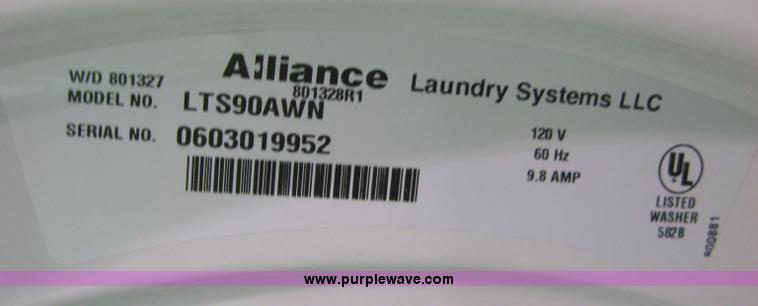 Alliance Laundry Systems LLC
W/D 801327
801328R1
MODEL NO. LTS90AWN
SERIAL NO. 0603019952
120 V
60 Hz
9.8 AMP
UL
LISTED
WASHER
582B
800881
www.purplewave.com